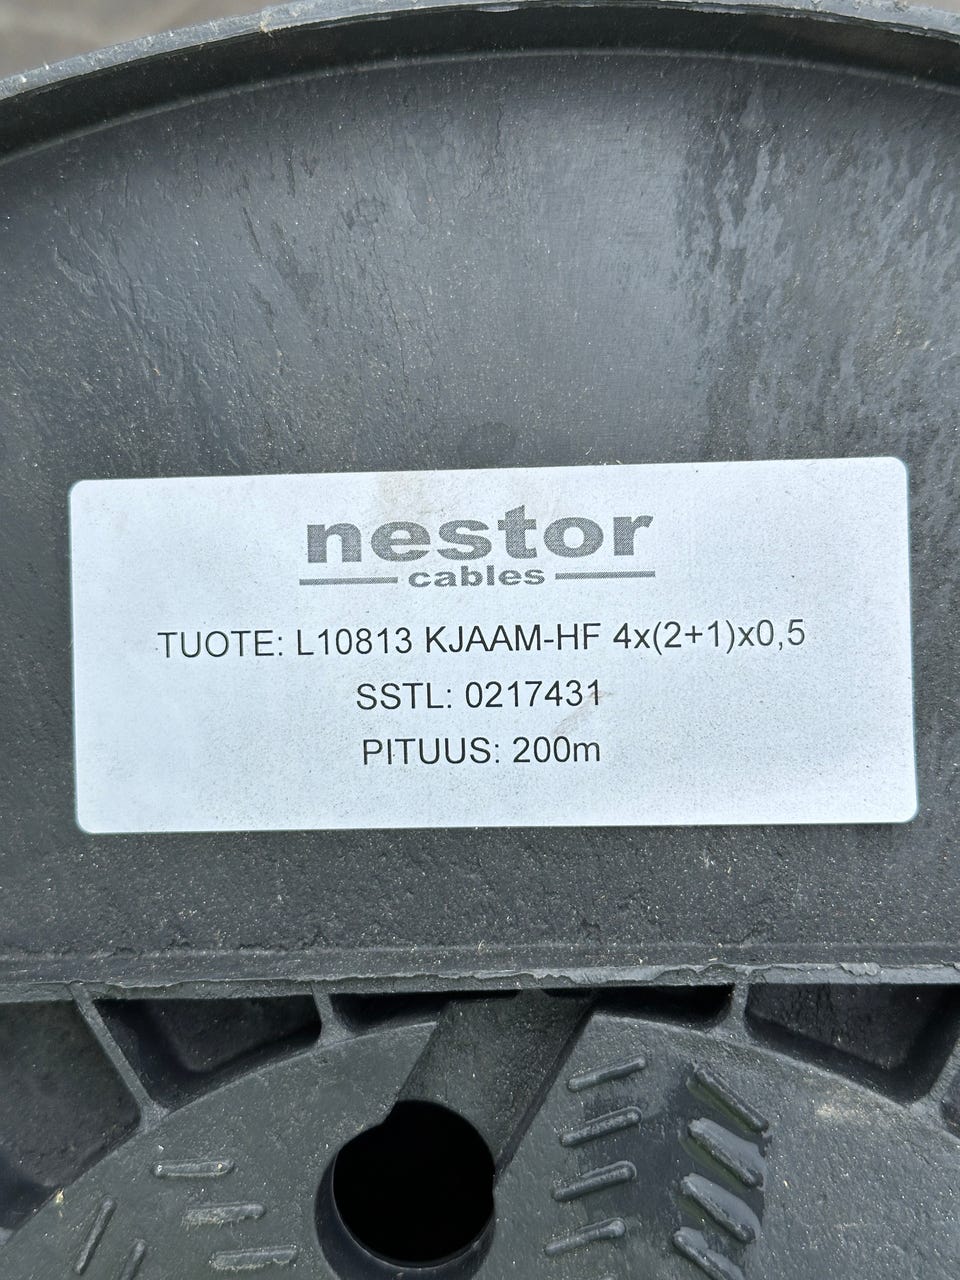 nestor
cables
TUOTE: L10813 KJAAM-HF 4x(2+1)x0,5
SSTL: 0217431
PITUUS: 200m